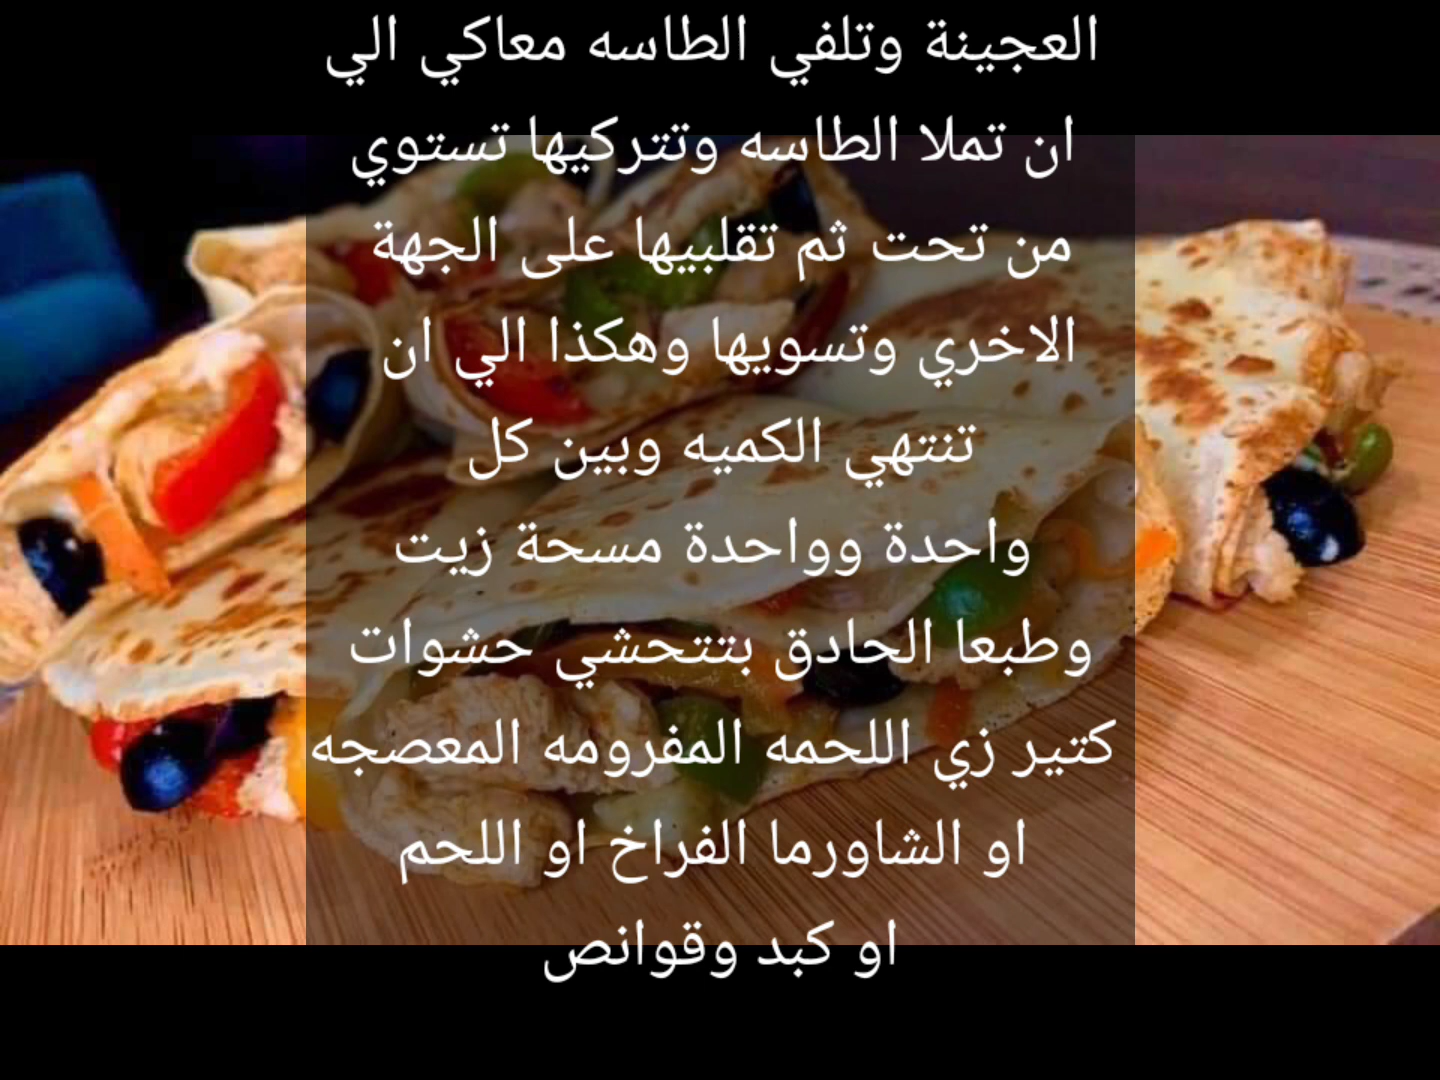 العجينة وتلفي الطاسه معاكي الي
ان تملا الطاسه وتتركيها تستوي
من تحت ثم تقلبيها على الجهة
الاخري وتسويها وهكذا الي ان
تنتهي الكميه وبين كل
واحدة وواحدة مسحة زيت
وطبعا الحادق بتتحشي حشوات
كتير زي اللحمه المفرومه المعصجه
او الشاورما الفراخ او اللحم
او كبد وقوانص